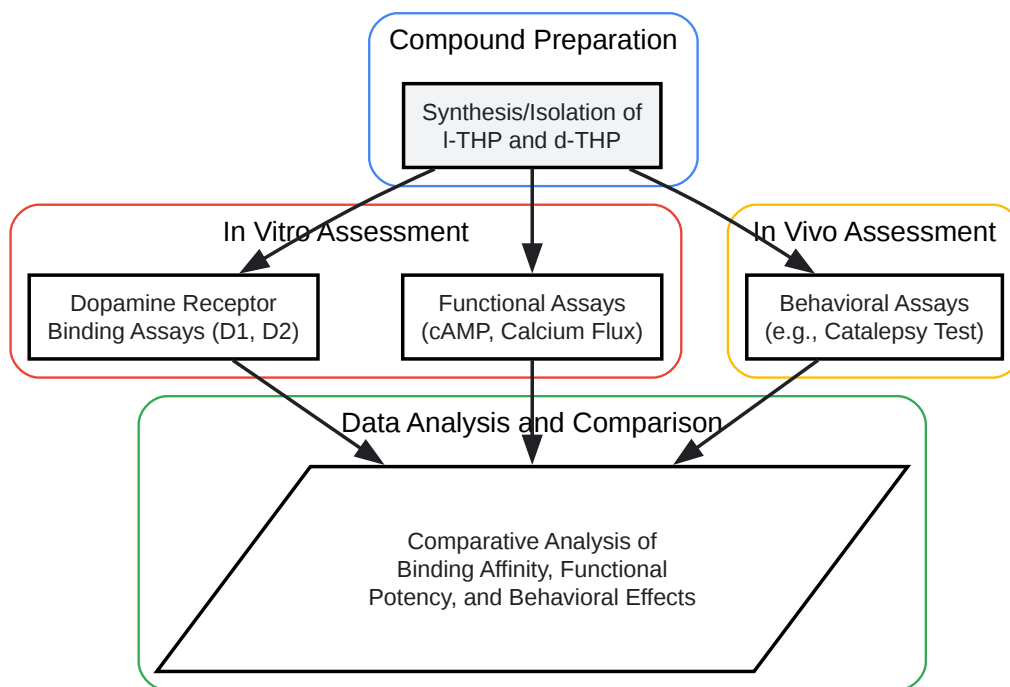 Compound Preparation
Synthesis/Isolation of
l-THP and d-THP
In Vitro Assessment
In Vivo Assessment
Dopamine Receptor
Binding Assays (D1, D2)
Functional Assays
(cAMP, Calcium Flux)
Behavioral Assays
(e.g., Catalepsy Test)
Data Analysis and Comparison
Comparative Analysis of
Binding Affinity, Functional
Potency, and Behavioral Effects